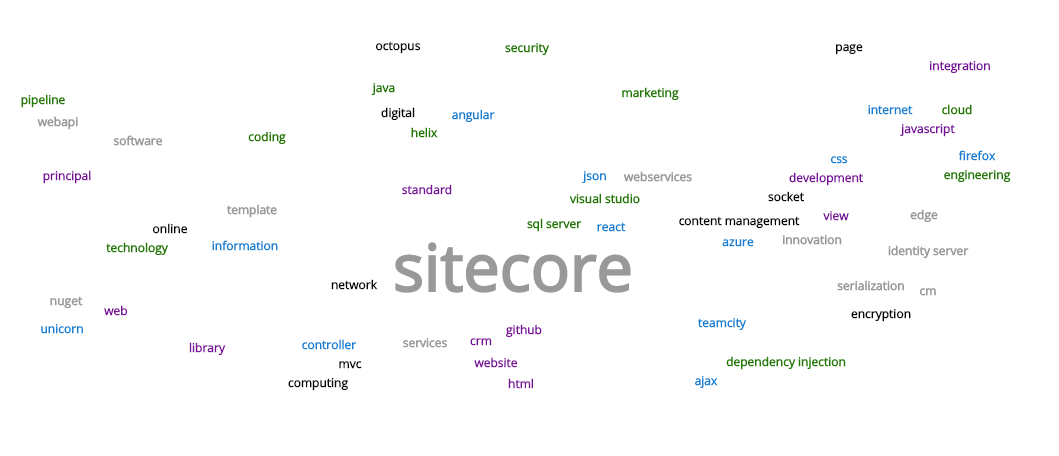 octopus
security
page
integration
java
marketing
pipeline
digital
angular
internet
cloud
webapi
software
coding
helix
javascript
css
firefox
principal
standard
json
webservices
development
engineering
visual studio
socket
template
online
sql server
react
content management
view
edge
technology
information
azure
innovation
identity server
sitecore
network
serialization
cm
nuget
web
encryption
unicorn
github
teamcity
library
controller
services
crm
mvc
website
dependency injection
computing
html
ajax